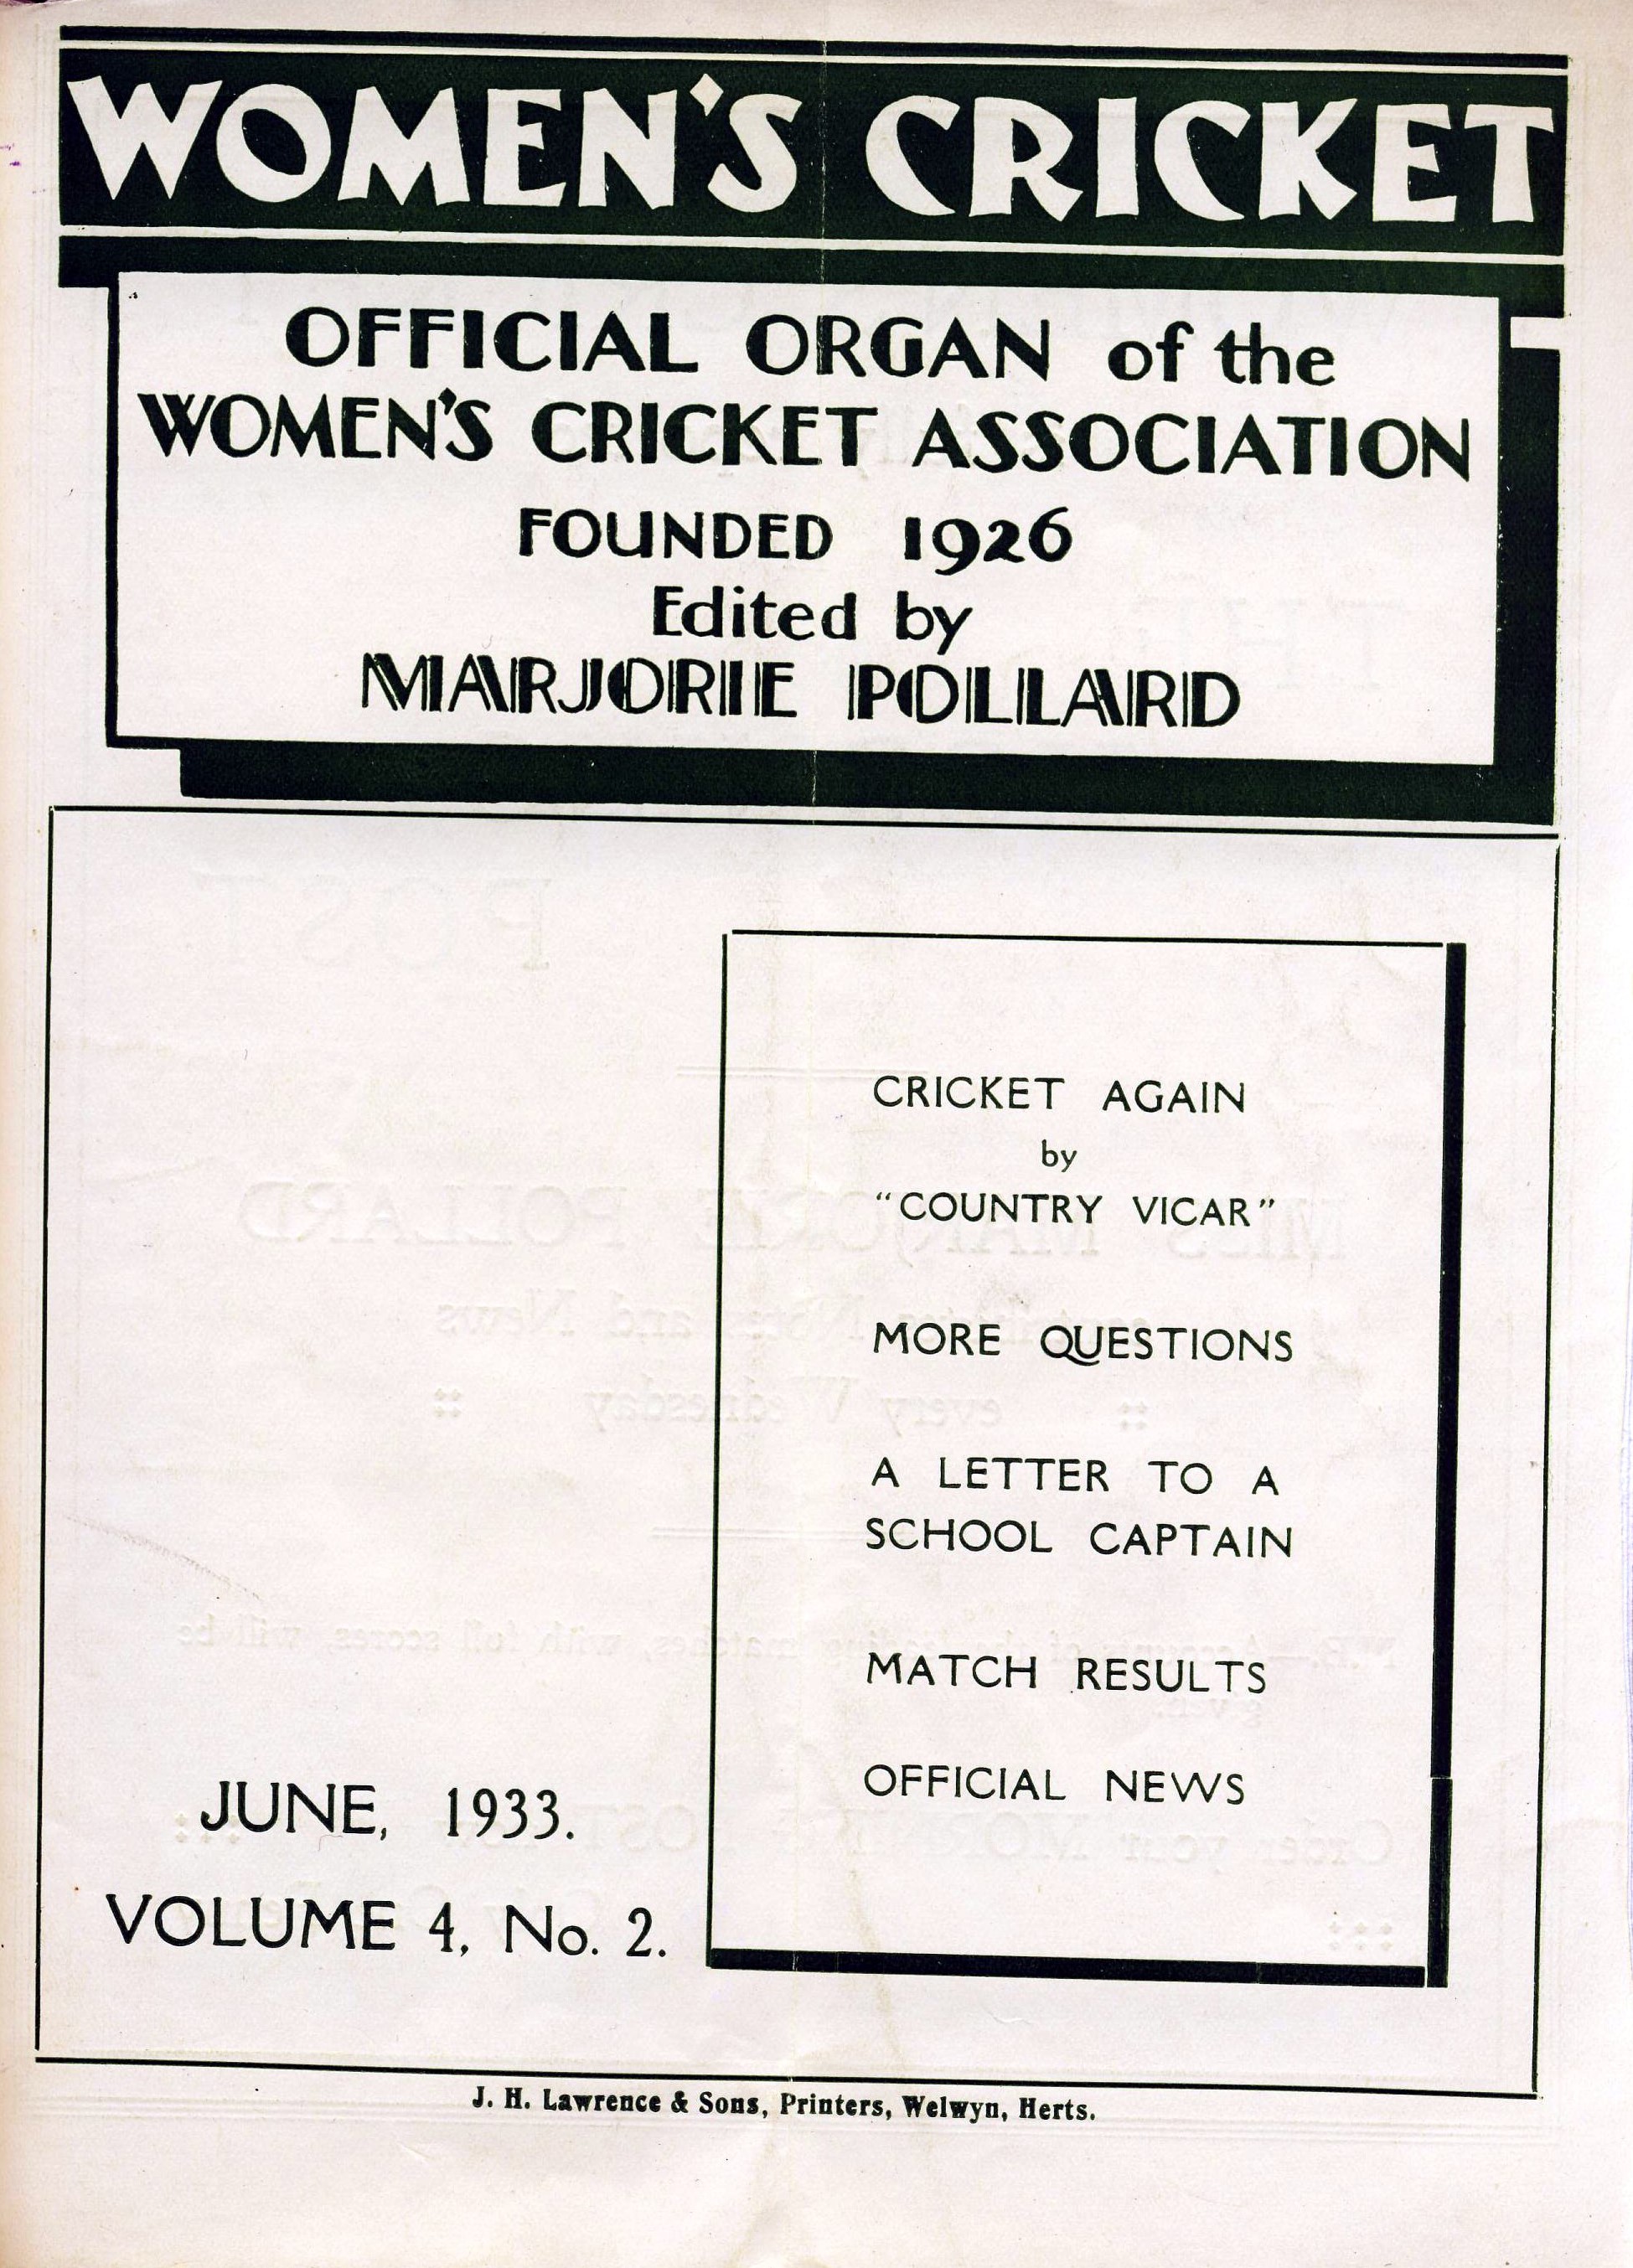 WOMEN'S CRICKET
OFFICIAL ORGAN of the
WOMEN'S CRICKET ASSOCIATION
FOUNDED 1926
Edited by
MARJORIE POLLARD
CRICKET AGAIN
by
“COUNTRY VICAR”
MORE QUESTIONS
A LETTER TO A
SCHOOL CAPTAIN
MATCH RESULTS
OFFICIAL NEWS
JUNE, 1933.
VOLUME 4, No. 2.
J. H. Lawrence & Sons, Printers, Welwyn, Herts.